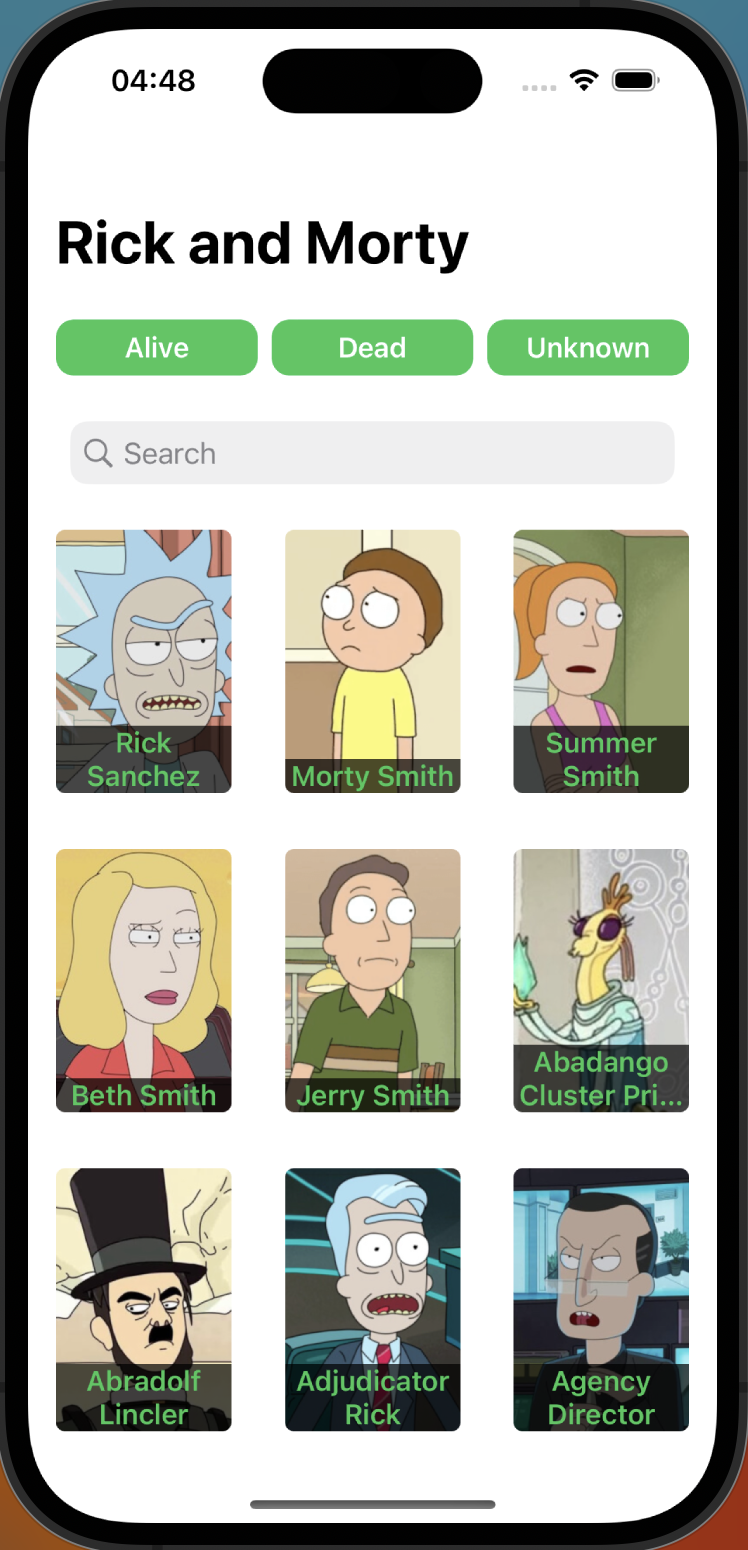 04:48
Rick and Morty
Alive
Dead
Unknown
Search
Rick
Sanchez
Morty Smith
Summer
Smith
Beth Smith
Jerry Smith
Abadango
Cluster Pri...
Abradolf
Lincler
Adjudicator
Rick
Agency
Director